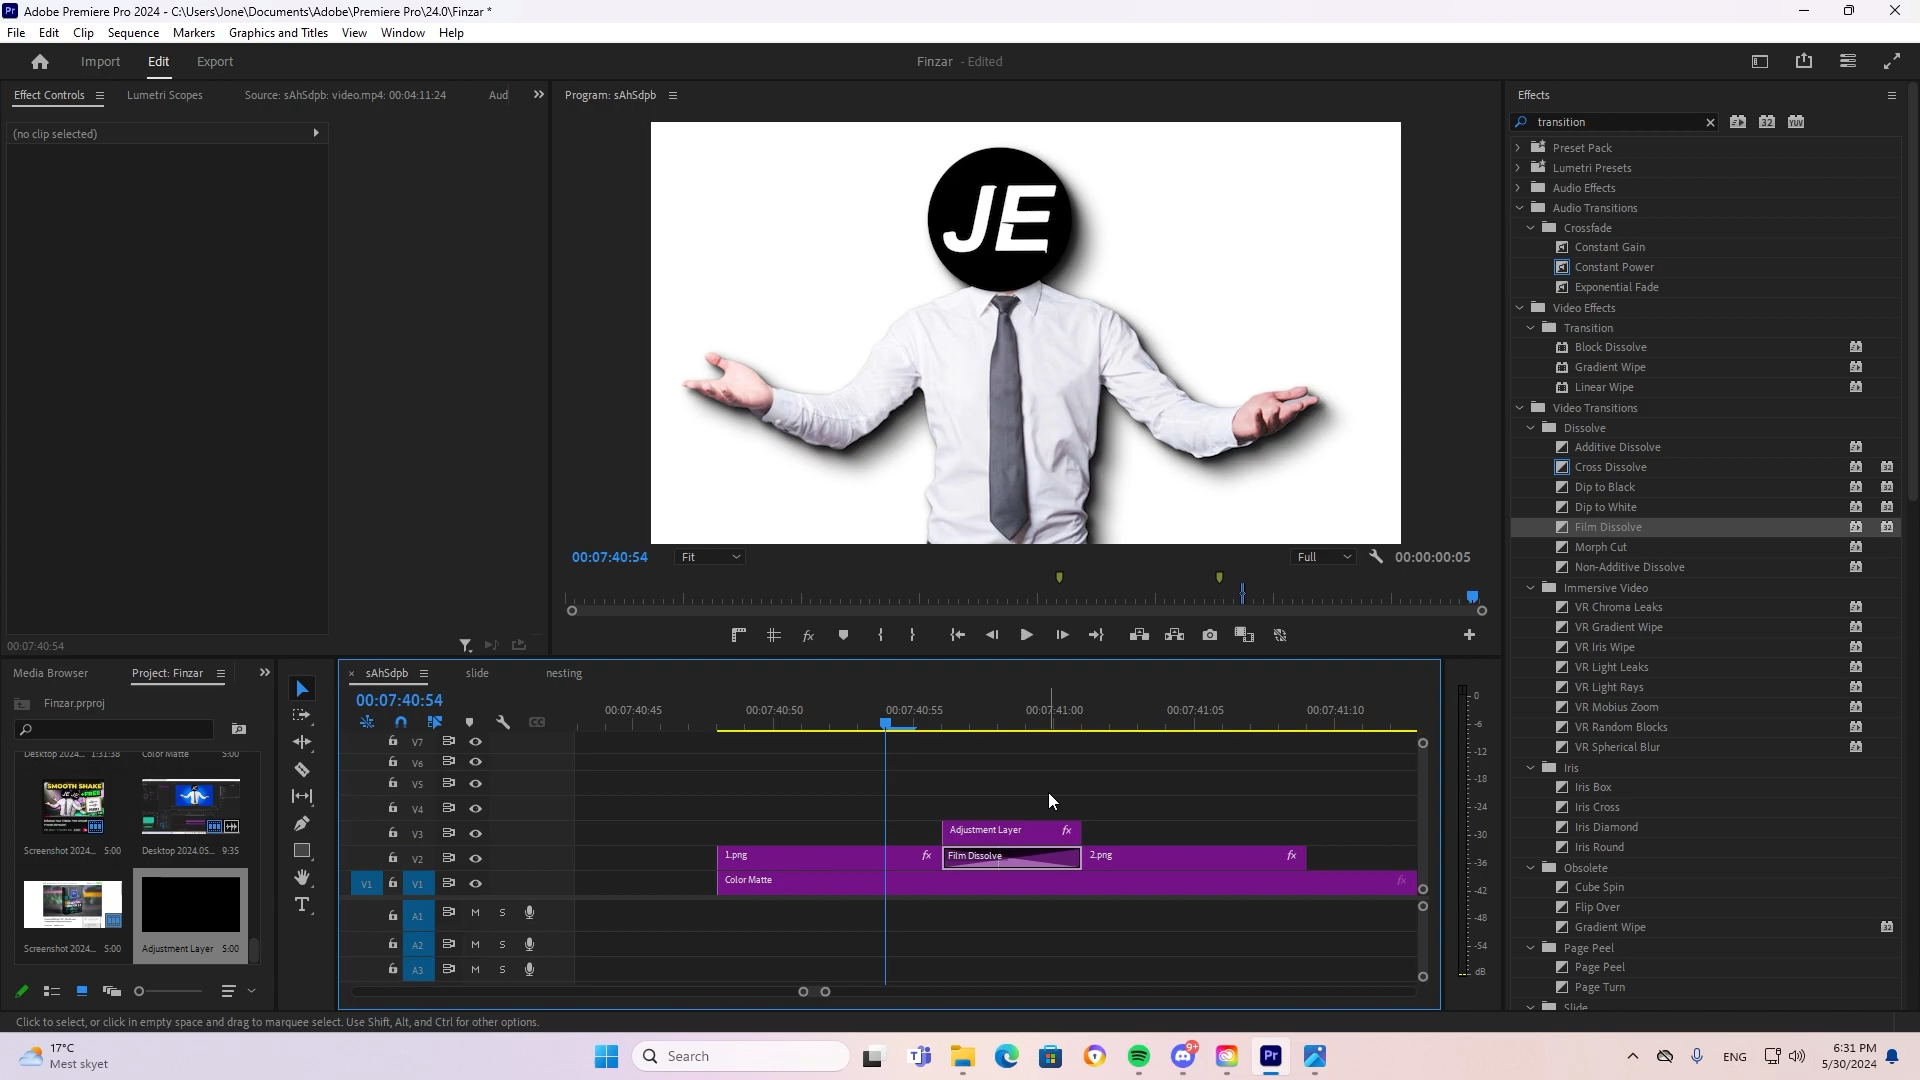 Adobe Premiere Pro 2024 - C:\Users\Jone\Documents\Adobe\Premiere Pro\24.0\Finzar *
File Edit Clip Sequence Markers Graphics and Titles View Window Help
Import Edit Export
Finzar - Edited
Effect Controls
Lumetri Scopes
Source: sAhSdpb: video.mp4: 00:04:11:24
Aud
(no clip selected)
00:07:40:54
Program: sAhSdpb
JE
00:07:40:54
Fit
Full
00:00:00:05
Effects
transition
Preset Pack
Lumetri Presets
Audio Effects
Audio Transitions
Crossfade
Constant Gain
Constant Power
Exponential Fade
Video Effects
Transition
Block Dissolve
Gradient Wipe
Linear Wipe
Video Transitions
Dissolve
Additive Dissolve
Cross Dissolve
Dip to Black
Dip to White
Film Dissolve
Morph Cut
Non-Additive Dissolve
Immersive Video
VR Chroma Leaks
VR Gradient Wipe
VR Iris Wipe
VR Light Leaks
VR Light Rays
VR Mobius Zoom
VR Random Blocks
VR Spherical Blur
Iris
Iris Box
Iris Cross
Iris Diamond
Iris Round
Obsolete
Cube Spin
Flip Over
Gradient Wipe
Page Peel
Page Peel
Page Turn
Slide
Media Browser
Project: Finzar
Finzar.prproj
Desktop 2024... 1:31:38
Color Matte 5:00
SMOOTH SHAKE
Screenshot 2024... 5:00
Desktop 2024.05... 9:35
Screenshot 2024... 5:00
Adjustment Layer 5:00
sAhSdpb
slide
nesting
00:07:40:54
00:07:40:45 00:07:40:50 00:07:40:55 00:07:41:00 00:07:41:05 00:07:41:10
V7
V6
V5
V4
V3
Adjustment Layer fx
V2
1.png fx
Film Dissolve
2.png fx
V1 V1
Color Matte fx
A1 M S
A2 M S
A3 M S
0
-6
-12
-18
-24
-30
-36
-42
-48
-54
dB
Click to select, or click in empty space and drag to marquee select. Use Shift, Alt, and Ctrl for other options.
17°C
Mest skyet
Search
9+
Pr
ENG
6:31 PM
5/30/2024